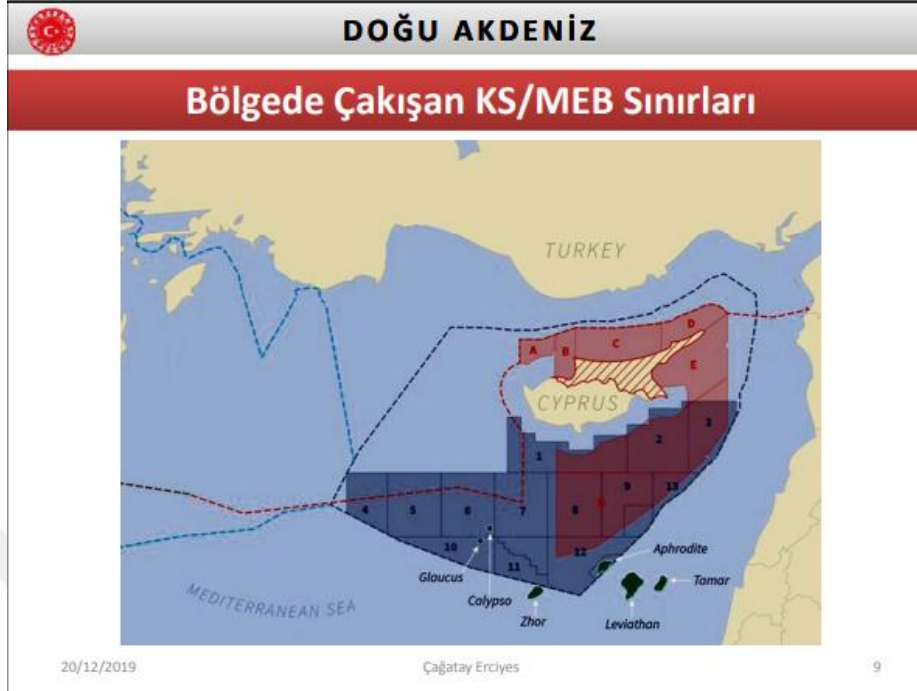 DOĞU AKDENİZ
Bölgede Çakışan KS/MEB Sınırları
TURKEY
D
C
A
B
E
CYPRUS
3
2
1
9
13
4
5
6
7
8
12
10
11
Aphrodite
Glaucus
Tamar
Calypso
MEDITERRANEAN SEA
Zhor
Leviathan
20/12/2019
Çağatay Erciyes
9